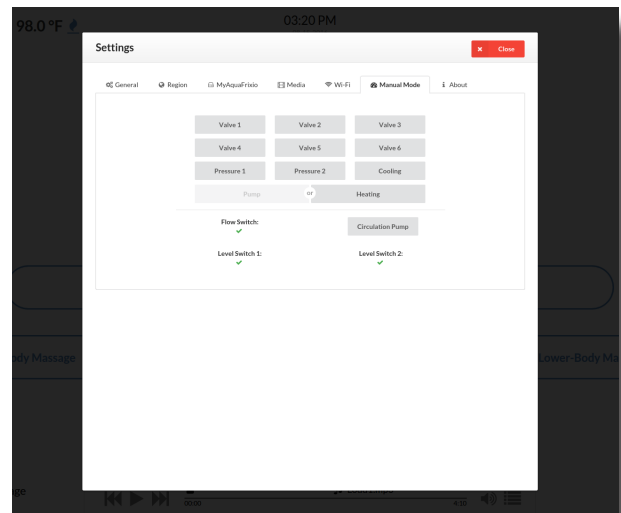 98.0 °F
03:20 PM
Settings
Close
General Region MyAquaFrixio Media Wi-Fi Manual Mode About
Valve 1 Valve 2 Valve 3
Valve 4 Valve 5 Valve 6
Pressure 1 Pressure 2 Cooling
Pump or Heating
Flow Switch:
Circulation Pump
Level Switch 1: Level Switch 2:
ody Massage Lower-Body Ma
ge
00:00 4:10